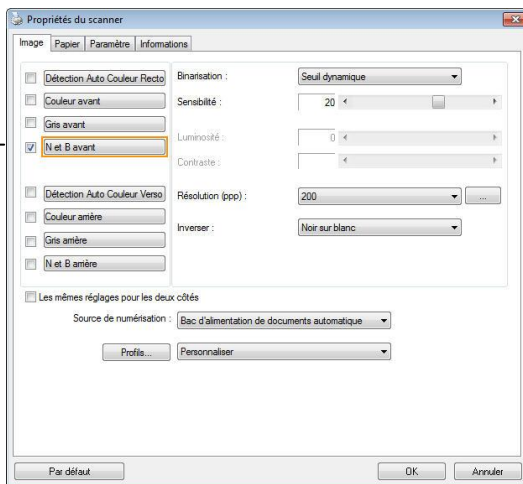 Propriétés du scanner
Image Papier Paramètre Informations
Détection Auto Couleur Recto
Couleur avant
Gris avant
N et B avant
Détection Auto Couleur Verso
Couleur arrière
Gris arrière
N et B arrière
Binarisation : Seuil dynamique
Sensibilité : 20
Luminosité : 0
Contraste :
Résolution (ppp) : 200 ...
Inverser : Noir sur blanc
Les mêmes réglages pour les deux côtés
Source de numérisation : Bac d'alimentation de documents automatique
Profils... Personnaliser
Par défaut OK Annuler